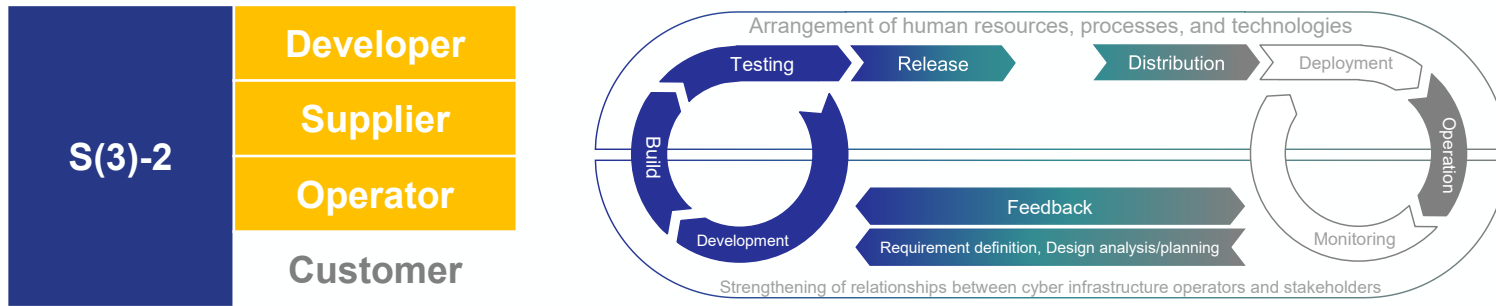 S(3)-2
Developer
Supplier
Operator
Customer
Arrangement of human resources, processes, and technologies
Testing
Release
Distribution
Deployment
Build
Operation
Feedback
Development
Requirement definition, Design analysis/planning
Monitoring
Strengthening of relationships between cyber infrastructure operators and stakeholders